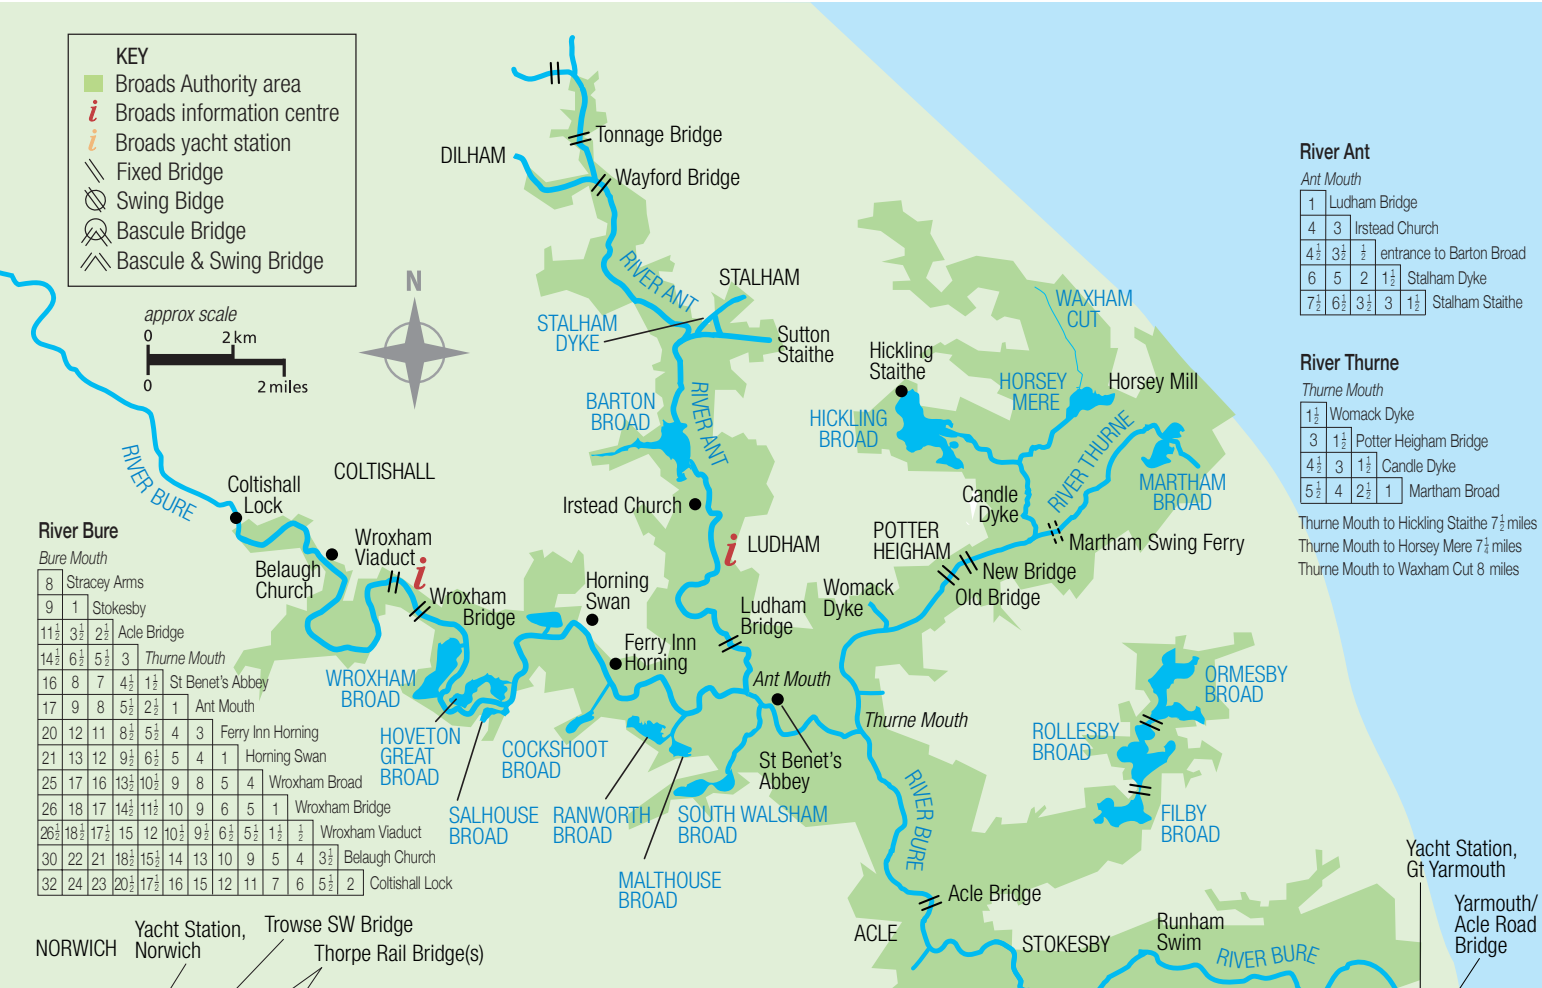 KEY
Broads Authority area
i Broads information centre
i Broads yacht station
Fixed Bridge
Swing Bidge
Bascule Bridge
Bascule & Swing Bridge
approx scale
0 2 km
0 2 miles
N
Tonnage Bridge
DILHAM
Wayford Bridge
RIVER ANT
STALHAM
STALHAM
DYKE
Sutton
Staithe
Hickling
Staithe
WAXHAM
CUT
HORSEY
MERE
Horsey Mill
BARTON
BROAD
RIVER ANT
HICKLING
BROAD
RIVER THURNE
MARTHAM
BROAD
RIVER BURE
COLTISHALL
Coltishall
Lock
Irstead Church
Candle
Dyke
Wroxham
Viaduct
i
i
LUDHAM
POTTER
HEIGHAM
Martham Swing Ferry
Belaugh
Church
Wroxham
Bridge
Horning
Swan
Womack
Dyke
New Bridge
Old Bridge
Ludham
Bridge
Ferry Inn
Horning
WROXHAM
BROAD
Ant Mouth
Thurne Mouth
ORMESBY
BROAD
ROLLESBY
BROAD
HOVETON
GREAT
BROAD
COCKSHOOT
BROAD
St Benet's
Abbey
SALHOUSE
BROAD
RANWORTH
BROAD
SOUTH WALSHAM
BROAD
RIVER BURE
FILBY
BROAD
MALTHOUSE
BROAD
Acle Bridge
ACLE
STOKESBY
Runham
Swim
RIVER BURE
Yacht Station,
Gt Yarmouth
Yarmouth/
Acle Road
Bridge
NORWICH
Yacht Station,
Norwich
Trowse SW Bridge
Thorpe Rail Bridge(s)
River Bure
Bure Mouth
8 Stracey Arms
9 1 Stokesby
11½ 3½ 2½ Acle Bridge
14½ 6½ 5½ 3 Thurne Mouth
16 8 7 4½ 1½ St Benet's Abbey
17 9 8 5½ 2½ 1 Ant Mouth
20 12 11 8½ 5½ 4 3 Ferry Inn Horning
21 13 12 9½ 6½ 5 4 1 Horning Swan
25 17 16 13½ 10½ 9 8 5 4 Wroxham Broad
26 18 17 14½ 11½ 10 9 6 5 1 Wroxham Bridge
26½ 18½ 17½ 15 12 10½ 9½ 6½ 5½ 1½ ½ Wroxham Viaduct
30 22 21 18½ 15½ 14 13 10 9 5 4 3½ Belaugh Church
32 24 23 20½ 17½ 16 15 12 11 7 6 5½ 2 Coltishall Lock
River Ant
Ant Mouth
1 Ludham Bridge
4 3 Irstead Church
4½ 3½ ½ entrance to Barton Broad
6 5 2 1½ Stalham Dyke
7½ 6½ 3½ 3 1½ Stalham Staithe
River Thurne
Thurne Mouth
1½ Womack Dyke
3 1½ Potter Heigham Bridge
4½ 3 1½ Candle Dyke
5½ 4 2½ 1 Martham Broad
Thurne Mouth to Hickling Staithe 7½ miles
Thurne Mouth to Horsey Mere 7¼ miles
Thurne Mouth to Waxham Cut 8 miles